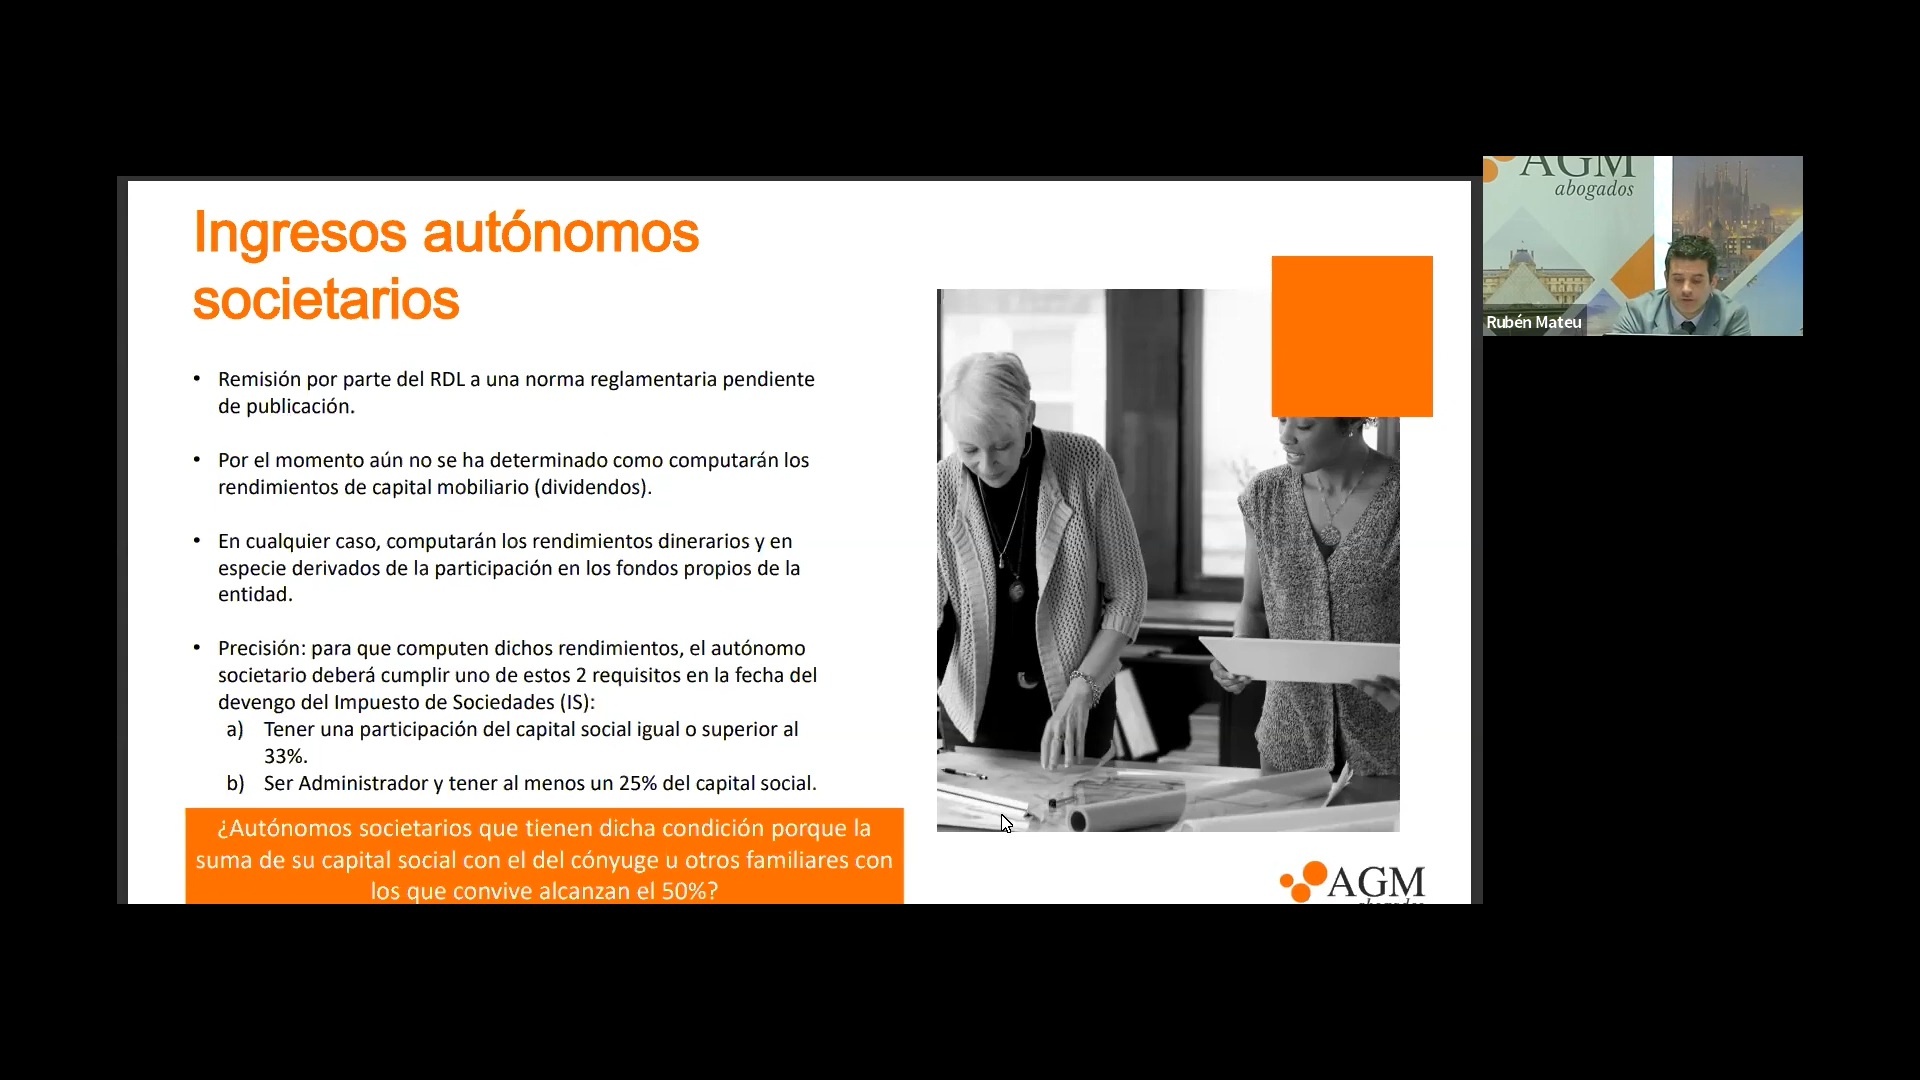 Ingresos autónomos
societarios
• Remisión por parte del RDL a una norma reglamentaria pendiente
de publicación.
• Por el momento aún no se ha determinado como computarán los
rendimientos de capital mobiliario (dividendos).
• En cualquier caso, computarán los rendimientos dinerarios y en
especie derivados de la participación en los fondos propios de la
entidad.
• Precisión: para que computen dichos rendimientos, el autónomo
societario deberá cumplir uno de estos 2 requisitos en la fecha del
devengo del Impuesto de Sociedades (IS):
a) Tener una participación del capital social igual o superior al
33%.
b) Ser Administrador y tener al menos un 25% del capital social.
¿Autónomos societarios que tienen dicha condición porque la
suma de su capital social con el del cónyuge u otros familiares con
los que convive alcanzan el 50%?
AGM
AGM
abogados
Rubén Mateu